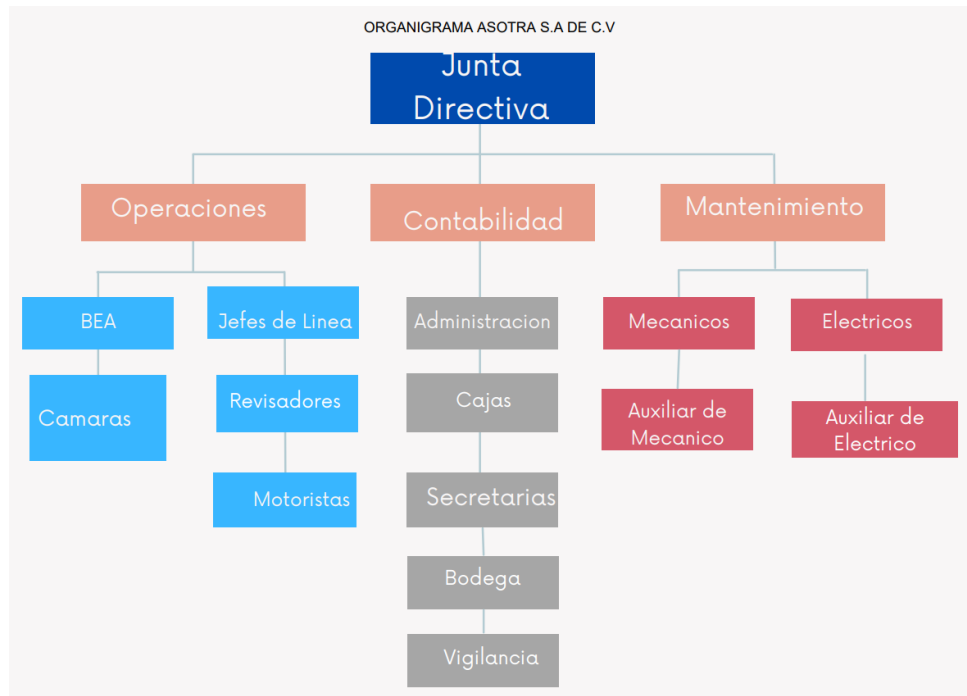 ORGANIGRAMA ASOTRA S.A DE C.V
Junta
Directiva
Operaciones
Contabilidad
Mantenimiento
BEA
Jefes de Linea
Administracion
Mecanicos
Electricos
Camaras
Revisadores
Cajas
Auxiliar de
Mecanico
Auxiliar de
Electrico
Motoristas
Secretarias
Bodega
Vigilancia